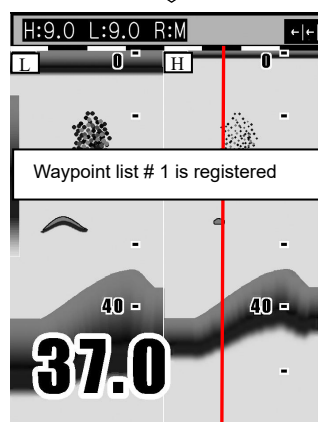 H:9.0 L:9.0 R:M ←|←
L 0 H 0
Waypoint list # 1 is registered
40 40
37.0